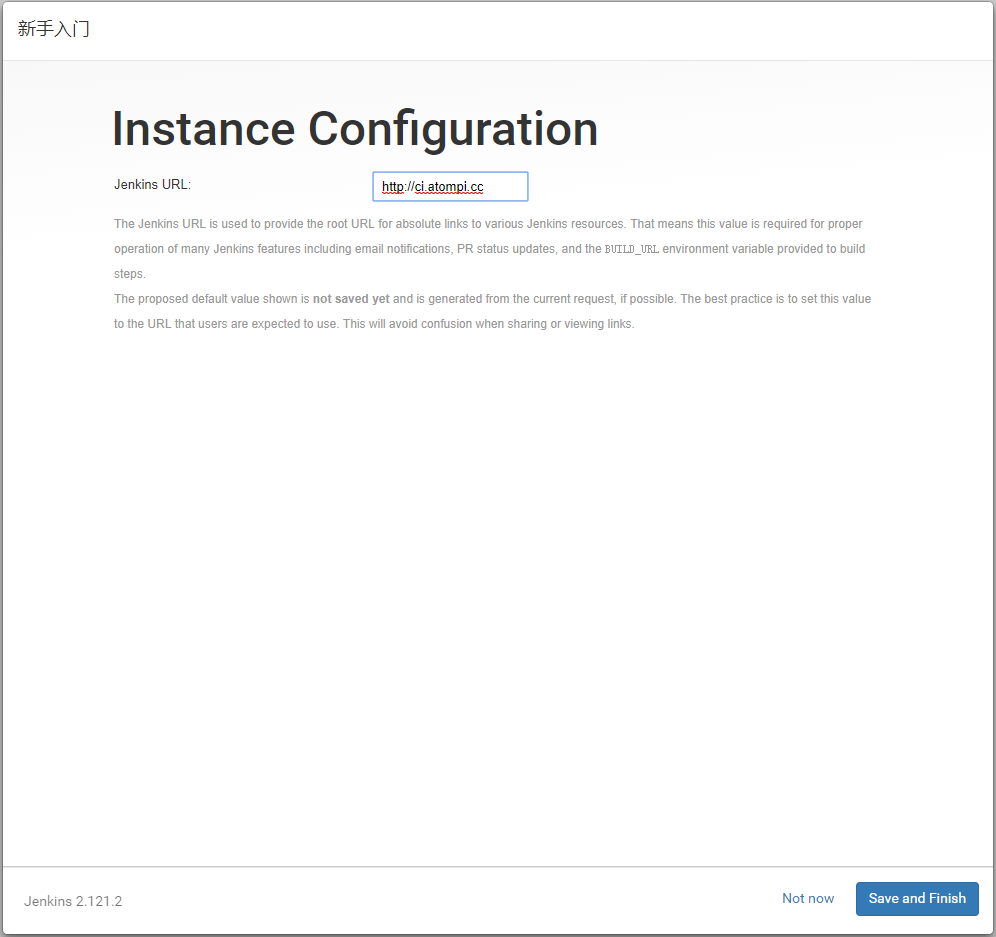 新手入门
Instance Configuration
Jenkins URL:
http://ci.atompi.cc
The Jenkins URL is used to provide the root URL for absolute links to various Jenkins resources. That means this value is required for proper
operation of many Jenkins features including email notifications, PR status updates, and the BUILD_URL environment variable provided to build
steps.
The proposed default value shown is not saved yet and is generated from the current request, if possible. The best practice is to set this value
to the URL that users are expected to use. This will avoid confusion when sharing or viewing links.
Jenkins 2.121.2
Not now
Save and Finish